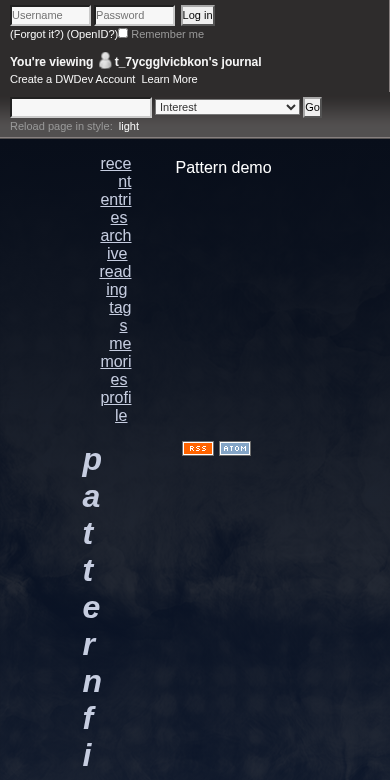 Username Password Log in
(Forgot it?) (OpenID?) Remember me
You're viewing t_7ycgglvicbkon's journal
Create a DWDev Account Learn More
Interest Go
Reload page in style: light
Pattern demo
rece
nt
entri
es
arch
ive
read
ing
tag
s
me
mori
es
profi
le
RSS ATOM
p
a
t
t
e
r
n
f
i